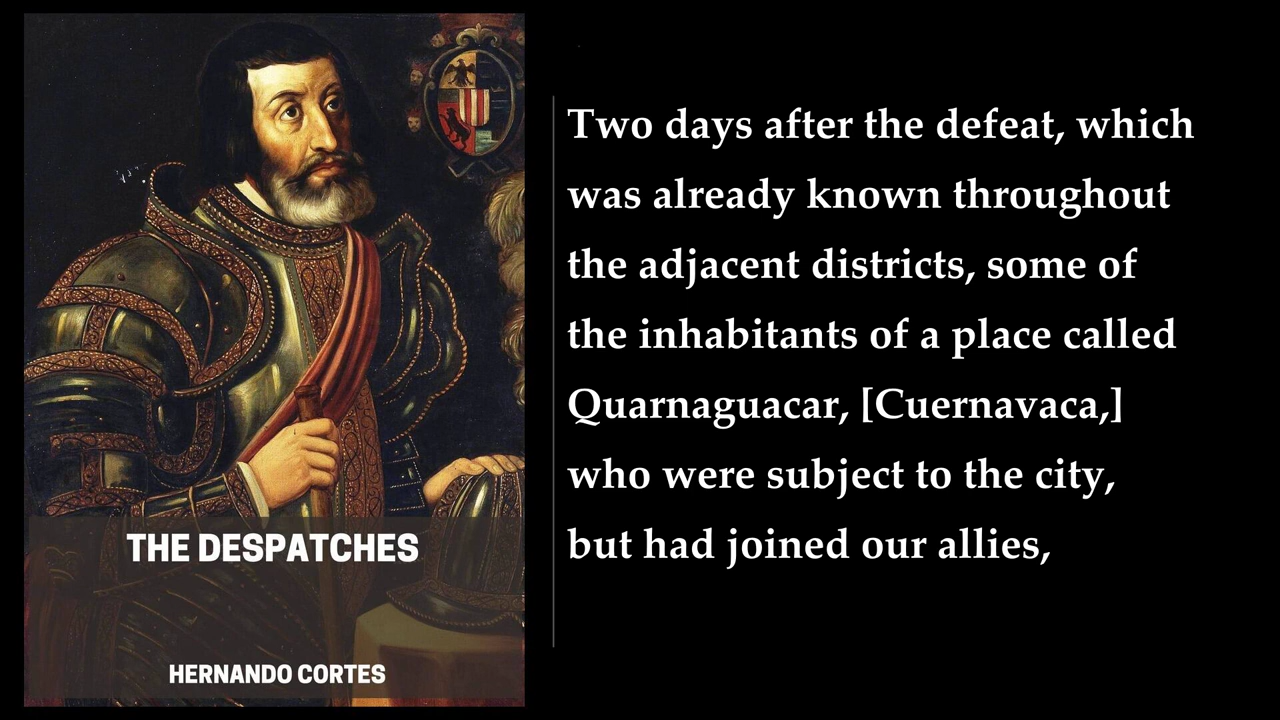 THE DESPATCHES
HERNANDO CORTES
Two days after the defeat, which
was already known throughout
the adjacent districts, some of
the inhabitants of a place called
Quarnaguacar, [Cuernavaca,]
who were subject to the city,
but had joined our allies,